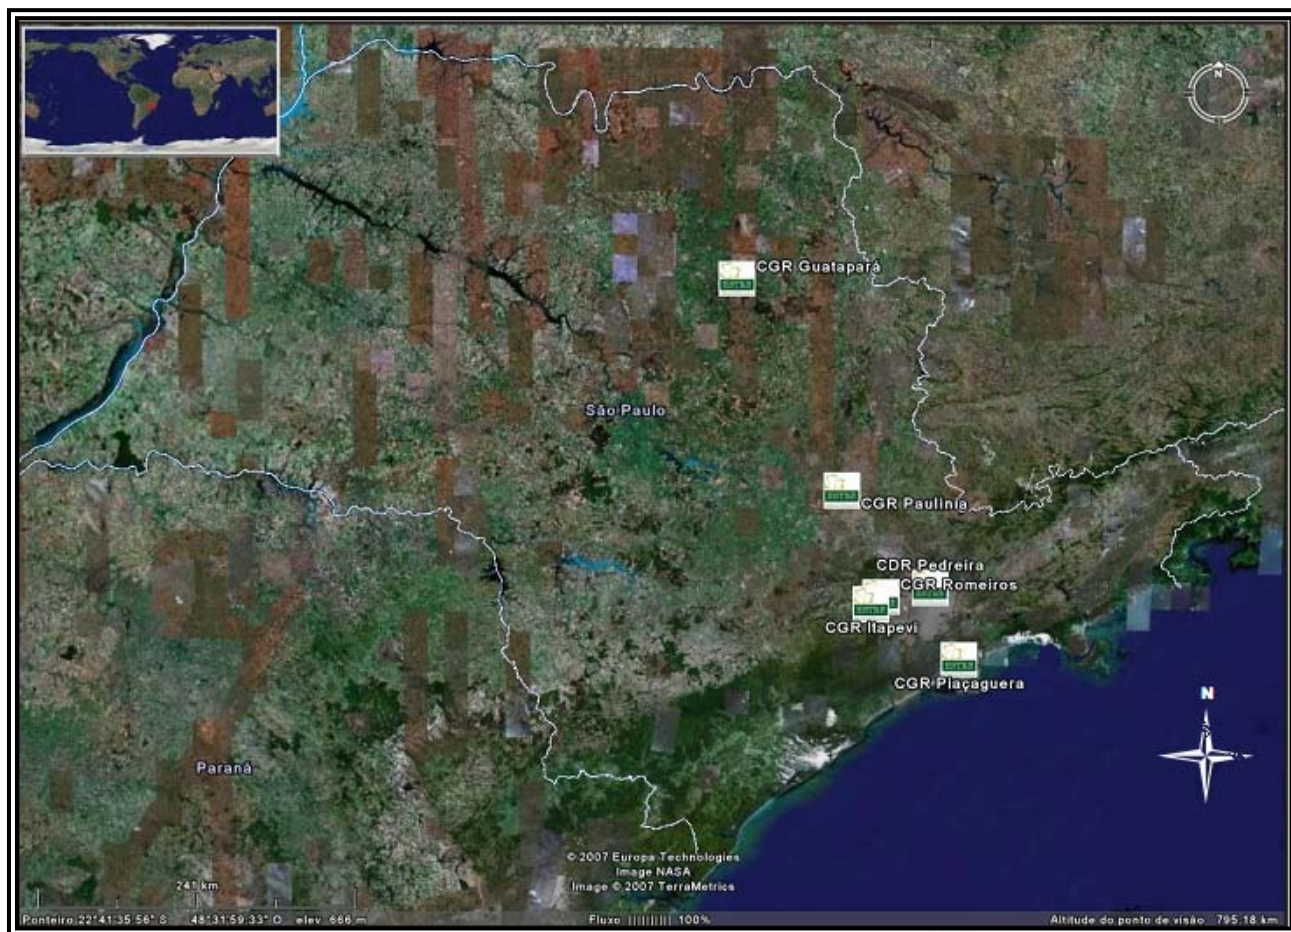 N
CGR Guatapará
São Paulo
CGR Paulínia
CDR Pedreira
CGR Romeiros
CGR Itapevi
CGR Piaçaguera
N
Paraná
© 2007 Europa Technologies
Image NASA
Image © 2007 TerraMetrics
241 km
Ponteiro 22°41'35.56" S 48°31'59.33" O elev 666 m Fluxo ||||||||| 100% Altitude do ponto de visão 795.18 km